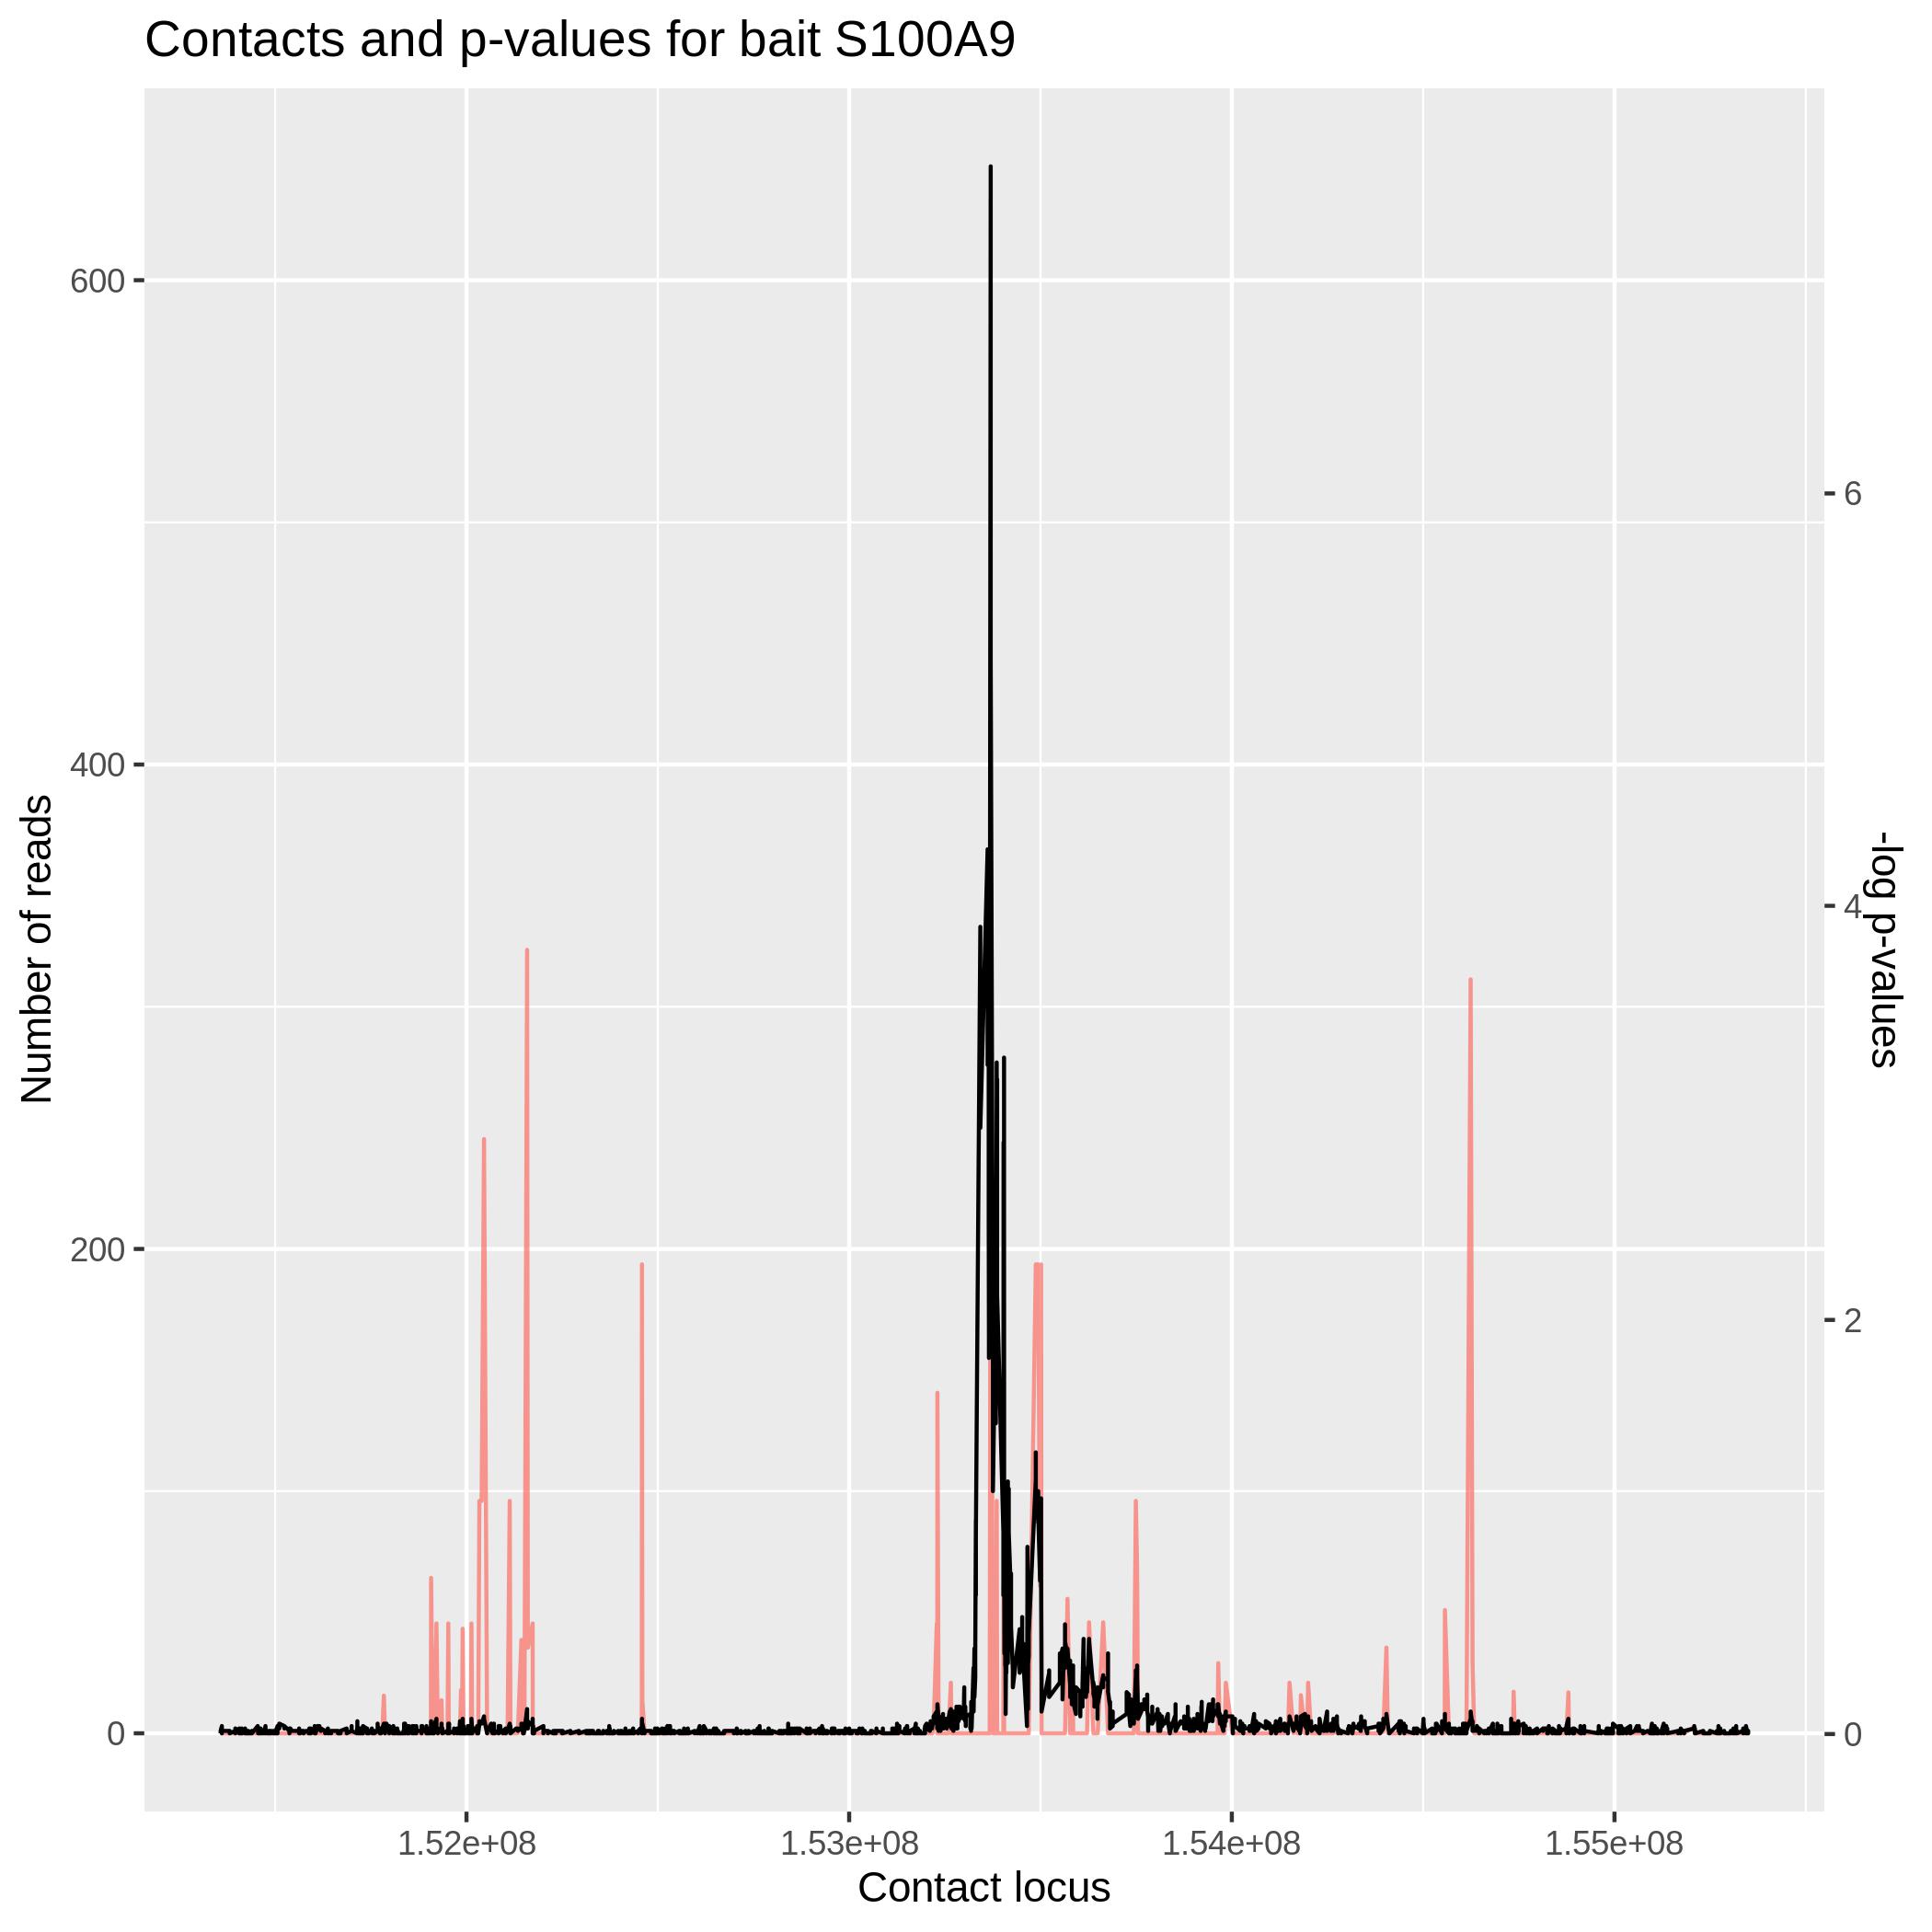 Contacts and p-values for bait S100A9
Number of reads
600
400
200
0
6
4
2
0
-log p-values
1.52e+08
1.53e+08
1.54e+08
1.55e+08
Contact locus